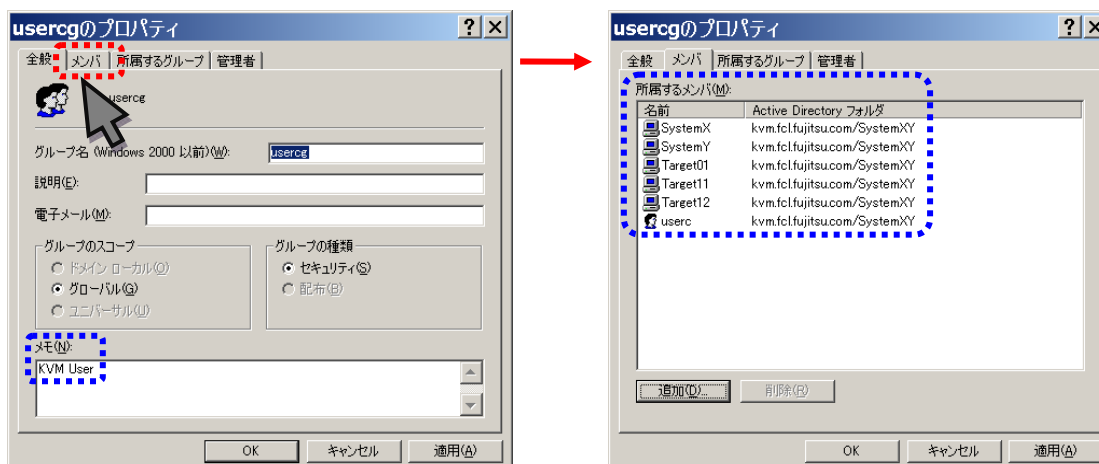 usercgのプロパティ
全般 メンバ 所属するグループ 管理者
usercg
グループ名 (Windows 2000 以前)(W): usercg
説明(E):
電子メール(M):
グループのスコープ
ドメイン ローカル(O)
グローバル(G)
ユニバーサル(U)
グループの種類
セキュリティ(S)
配布(B)
メモ(N):
KVM User
OK キャンセル 適用(A)
usercgのプロパティ
全般 メンバ 所属するグループ 管理者
所属するメンバ(M):
名前 Active Directory フォルダ
SystemX kvm.fcl.fujitsu.com/SystemXY
SystemY kvm.fcl.fujitsu.com/SystemXY
Target01 kvm.fcl.fujitsu.com/SystemXY
Target11 kvm.fcl.fujitsu.com/SystemXY
Target12 kvm.fcl.fujitsu.com/SystemXY
userc kvm.fcl.fujitsu.com/SystemXY
追加(D)... 削除(R)
OK キャンセル 適用(A)